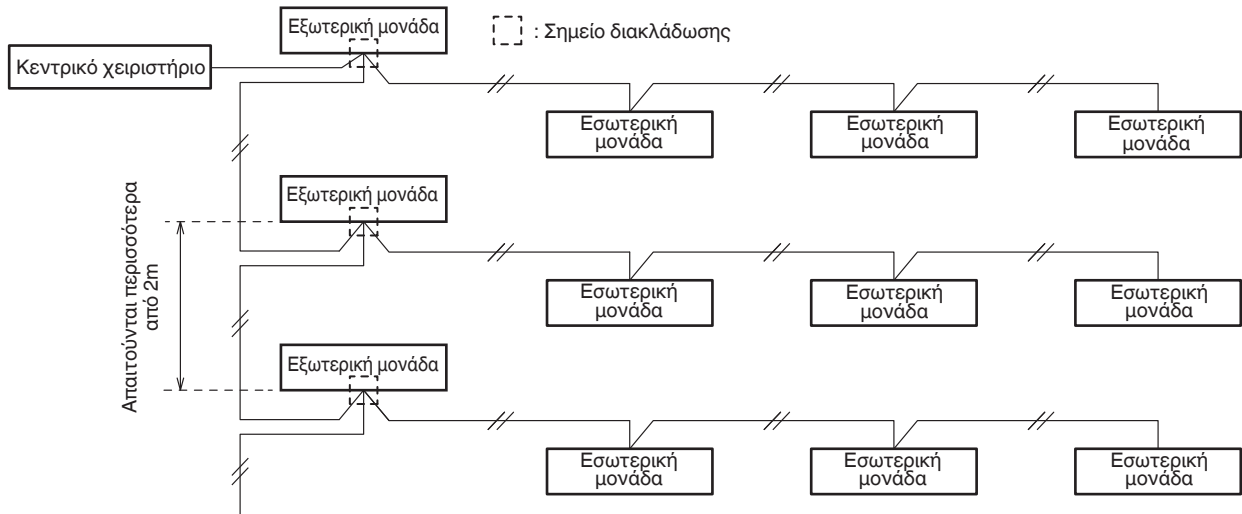 Εξωτερική μονάδα
: Σημείο διακλάδωσης
Κεντρικό χειριστήριο
Εσωτερική
μονάδα
Εσωτερική
μονάδα
Εσωτερική
μονάδα
Απαιτούνται περισσότερα
από 2m
Εξωτερική μονάδα
Εσωτερική
μονάδα
Εσωτερική
μονάδα
Εσωτερική
μονάδα
Εξωτερική μονάδα
Εσωτερική
μονάδα
Εσωτερική
μονάδα
Εσωτερική
μονάδα